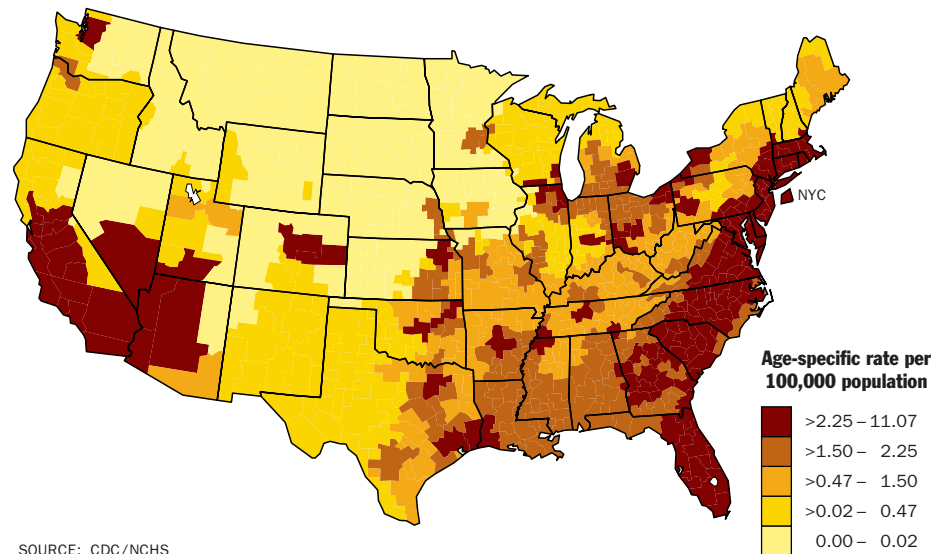 NYC
Age-specific rate per
100,000 population
>2.25 – 11.07
>1.50 – 2.25
>0.47 – 1.50
>0.02 – 0.47
0.00 – 0.02
SOURCE: CDC/NCHS